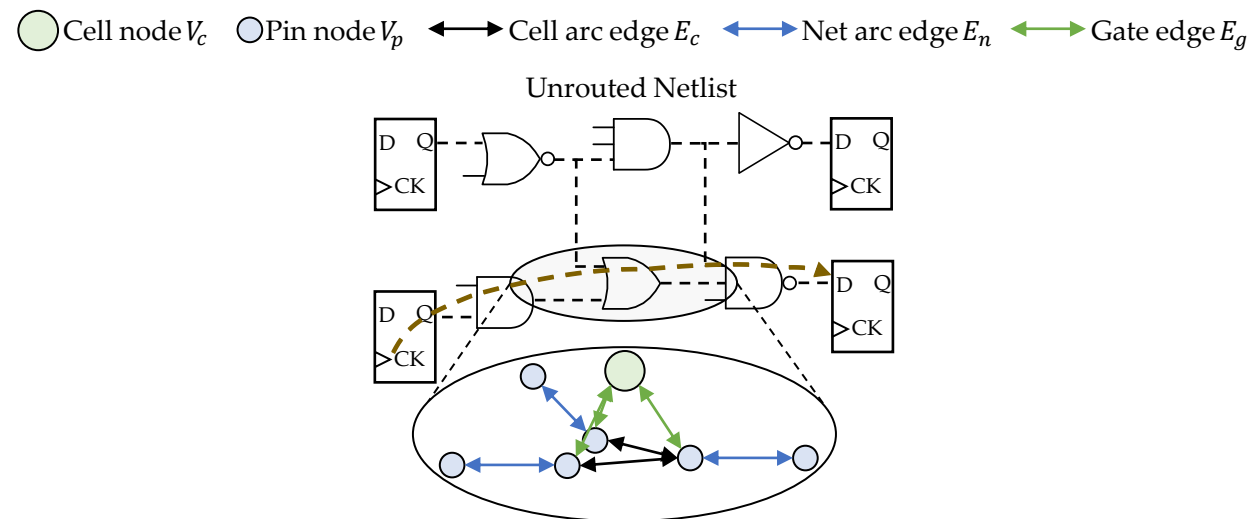 Cell node V_c Pin node V_p Cell arc edge E_c Net arc edge E_n Gate edge E_g
Unrouted Netlist
D Q
CK
D Q
CK
D Q
CK
D Q
CK